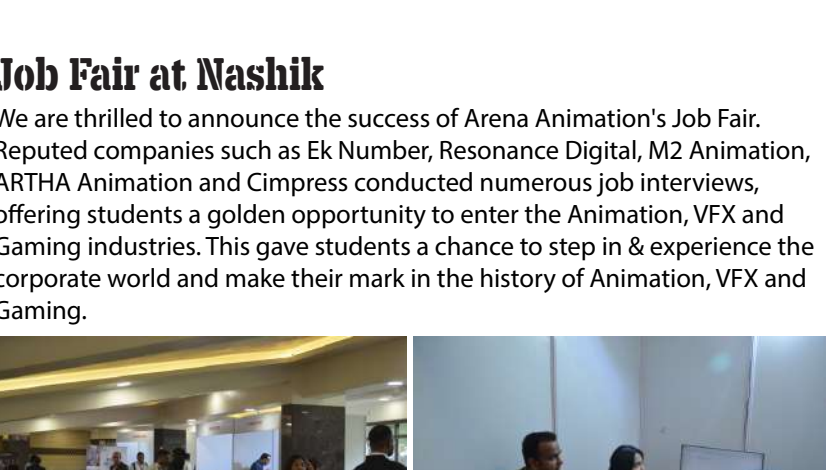 Job Fair at Nashik
We are thrilled to announce the success of Arena Animation's Job Fair.
Reputed companies such as Ek Number, Resonance Digital, M2 Animation,
ARTHA Animation and Cimpress conducted numerous job interviews,
offering students a golden opportunity to enter the Animation, VFX and
Gaming industries. This gave students a chance to step in & experience the
corporate world and make their mark in the history of Animation, VFX and
Gaming.